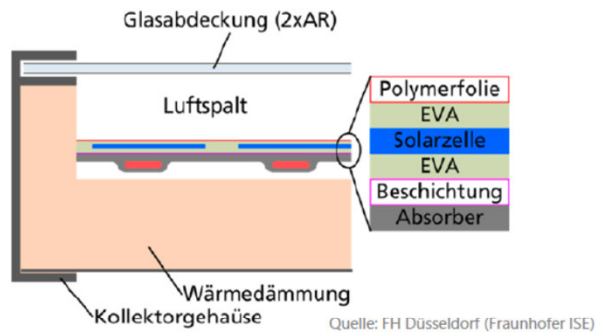 Glasabdeckung (2xAR)
Luftspalt
Polymerfolie
EVA
Solarzelle
EVA
Beschichtung
Absorber
Wärmedämmung
Kollektorgehäuse
Quelle: FH Düsseldorf (Fraunhofer ISE)